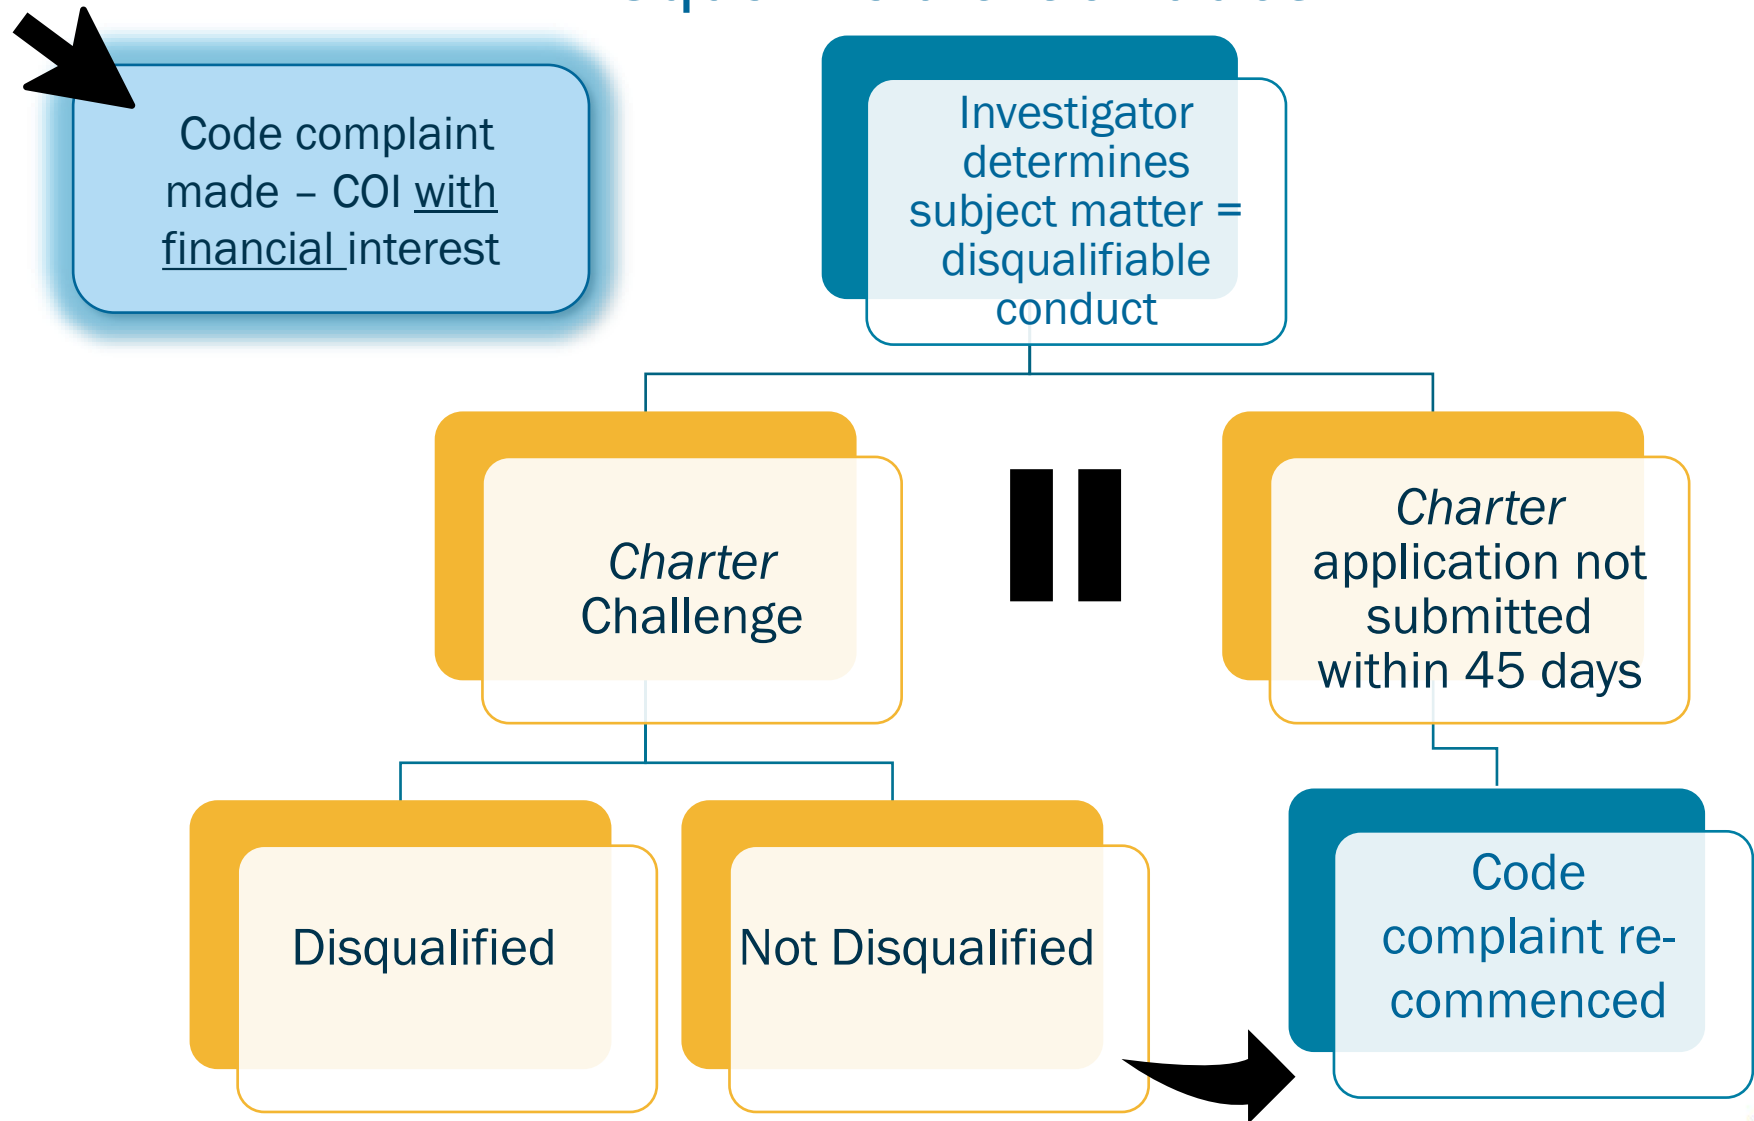 Code complaint
made – COI with
financial interest
Investigator
determines
subject matter =
disqualifiable
conduct
Charter
Challenge
Charter
application not
submitted
within 45 days
Disqualified
Not Disqualified
Code
complaint re-
commenced